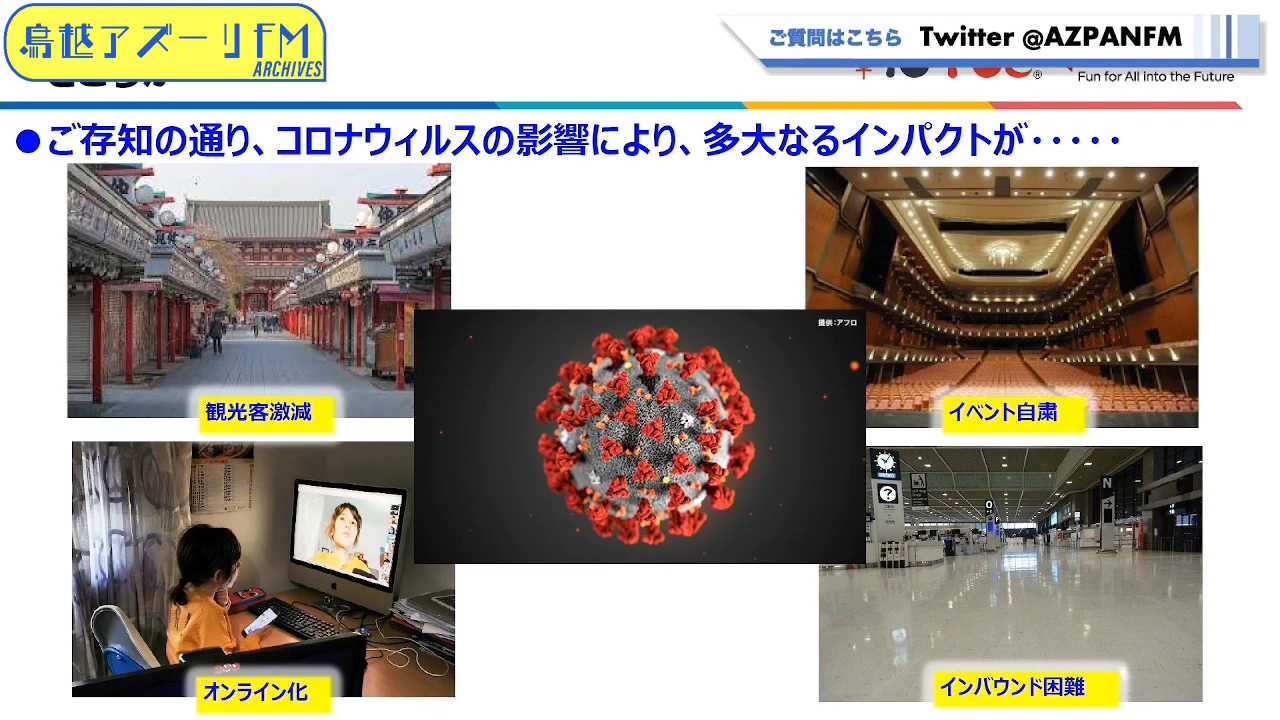 鳥越アズーリFM
ARCHIVES
ご質問はこちら Twitter @AZPANFM
Fun for All into the Future
●ご存知の通り、コロナウィルスの影響により、多大なるインパクトが・・・・・
提供:アフロ
観光客激減
イベント自粛
N
?
オンライン化
インバウンド困難